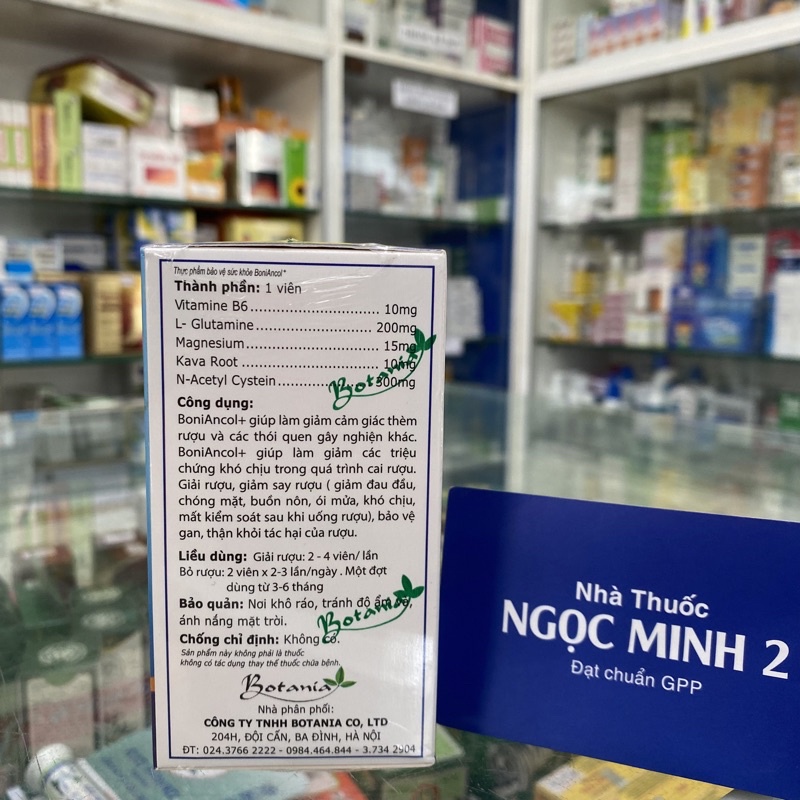 Thực phẩm bảo vệ sức khỏe BoniAncol⁺
Thành phần: 1 viên
Vitamine B6.............................. 10mg
L- Glutamine............................ 200mg
Magnesium.............................. 15mg
Kava Root ................................ 10mg
N-Acetyl Cystein...................... 300mg
Botania
Công dụng:
BoniAncol+ giúp làm giảm cảm giác thèm
rượu và các thói quen gây nghiện khác.
BoniAncol+ giúp làm giảm các triệu
chứng khó chịu trong quá trình cai rượu.
Giải rượu, giảm say rượu ( giảm đau đầu,
chóng mặt, buồn nôn, ói mửa, khó chịu,
mất kiểm soát sau khi uống rượu), bảo vệ
gan, thận khỏi tác hại của rượu.
Liều dùng: Giải rượu: 2 - 4 viên/ lần
Bỏ rượu: 2 viên x 2-3 lần/ngày . Một đợt
dùng từ 3-6 tháng
Bảo quản: Nơi khô ráo, tránh độ ẩm cao,
ánh nắng mặt trời.
Botania
Chống chỉ định: Không có.
Sản phẩm này không phải là thuốc
không có tác dụng thay thế thuốc chữa bệnh.
Botania
Nhà phân phối:
CÔNG TY TNHH BOTANIA CO, LTD
204H, ĐỘI CẤN, BA ĐÌNH, HÀ NỘI
ĐT: 024.3766 2222 - 0984.464.844 - 3.734 2904
Nhà Thuốc
NGỌC MINH 2
Đạt chuẩn GPP